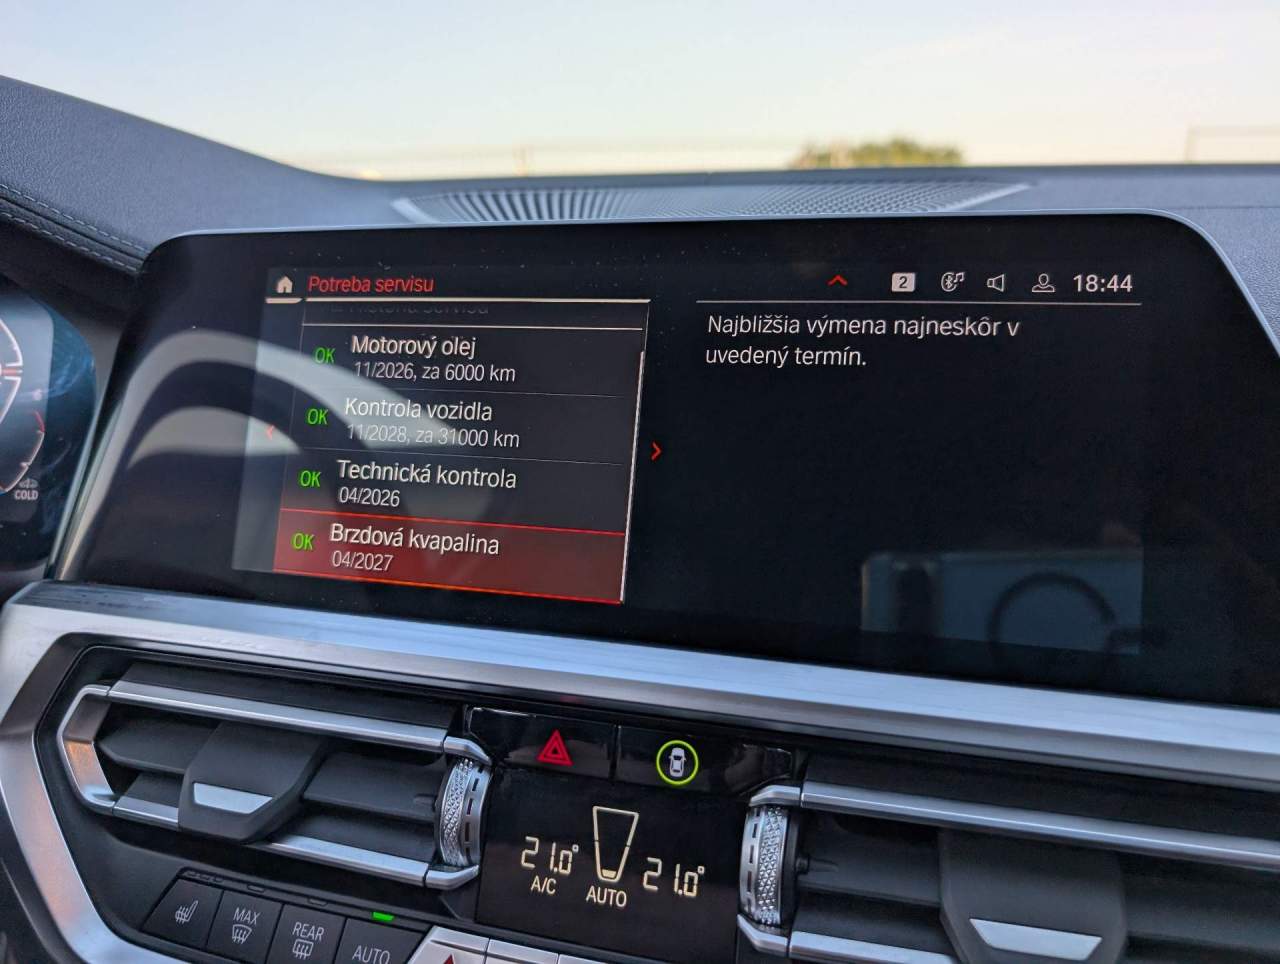 Potreba servisu
2
18:44
OK Motorový olej
11/2026, za 6000 km
OK Kontrola vozidla
11/2028, za 31000 km
OK Technická kontrola
04/2026
OK Brzdová kvapalina
04/2027
Najbližšia výmena najneskôr v
uvedený termín.
COLD
21.0°
A/C
AUTO
21.0°
MAX
REAR
AUTO